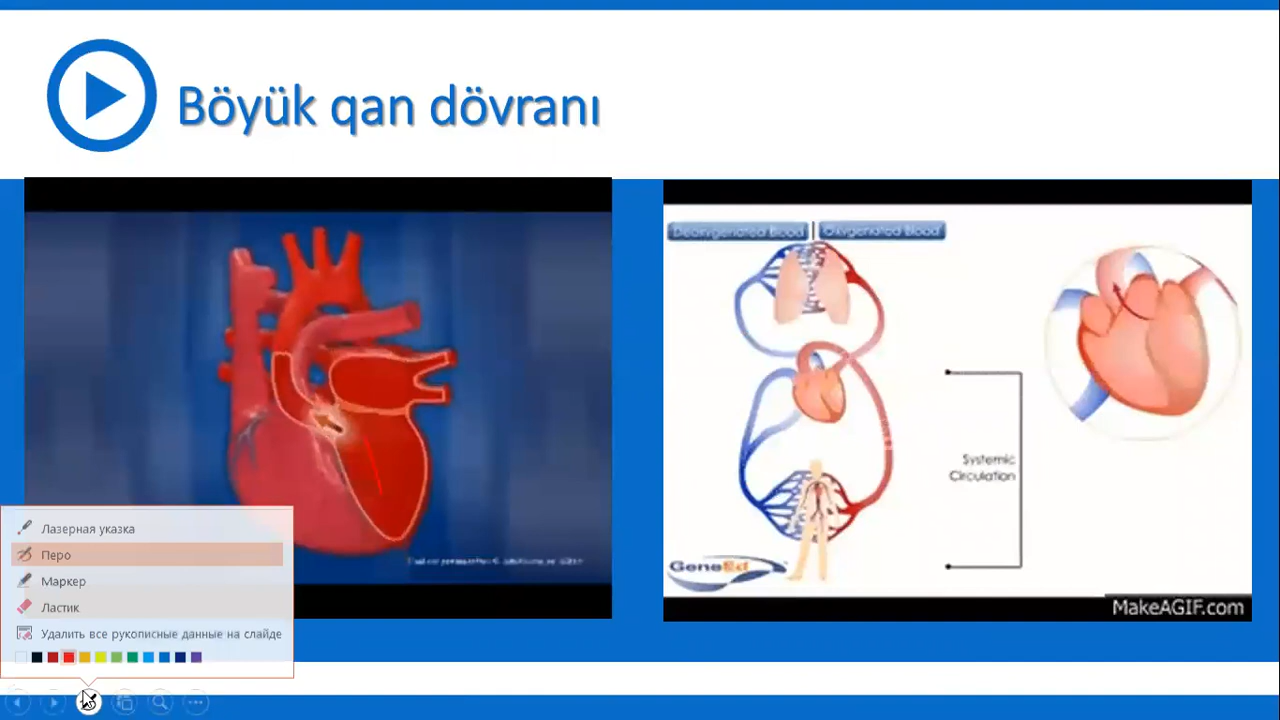 Böyük qan dövranı
Deoxygenated Blood
Oxygenated Blood
Systemic
Circulation
GeneEd
MakeAGIF.com
Лазерная указка
Перо
Маркер
Ластик
Удалить все рукописные данные на слайде